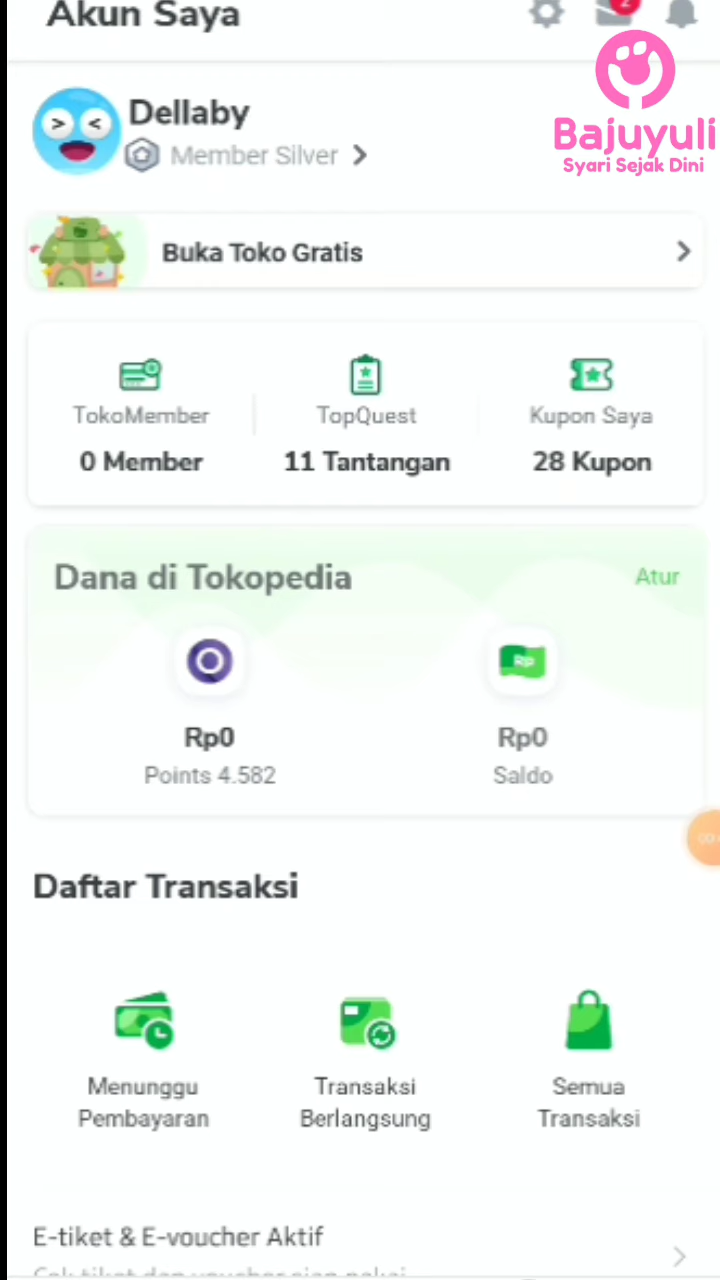 Akun Saya
2
Bajuyuli
Syari Sejak Dini
Dellaby
Member Silver
Buka Toko Gratis
TokoMember
TopQuest
Kupon Saya
0 Member
11 Tantangan
28 Kupon
Dana di Tokopedia
Atur
RP
Rp0
Rp0
Points 4.582
Saldo
Daftar Transaksi
Menunggu
Pembayaran
Transaksi
Berlangsung
Semua
Transaksi
E-tiket & E-voucher Aktif